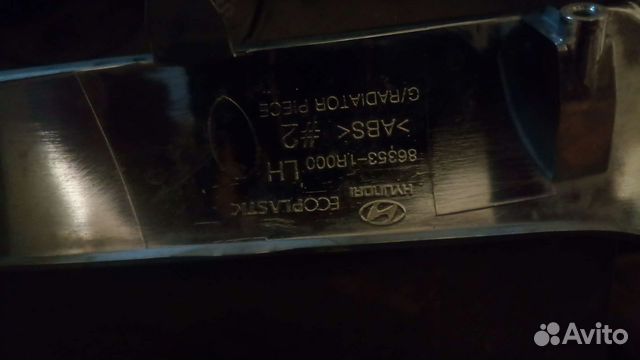 HYUNDAI ECOPLASTIC
86353-1R000 LH
>ABS< #2
G/RADIATOR PIECE
Avito